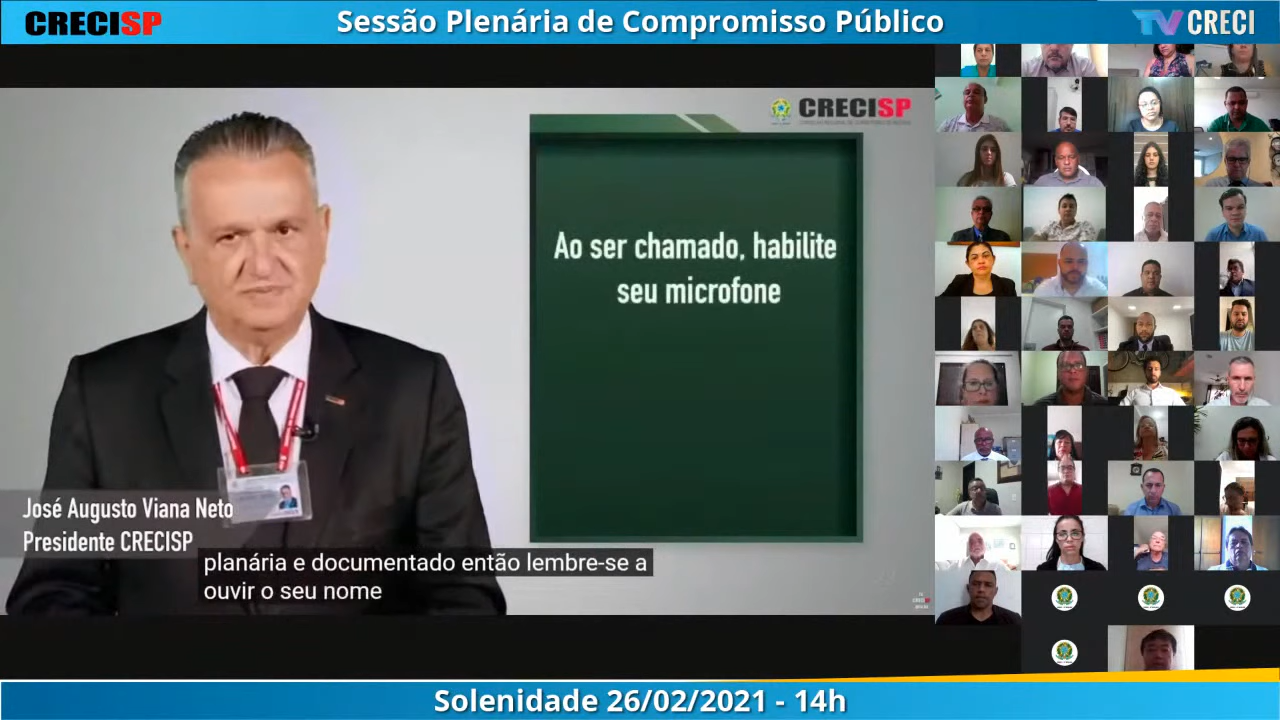 CRECISP
Sessão Plenária de Compromisso Público
TV CRECI
CRECISP
Ao ser chamado, habilite
seu microfone
José Augusto Viana Neto
Presidente CRECISP
planária e documentado então lembre-se a
ouvir o seu nome
Solenidade 26/02/2021 - 14h